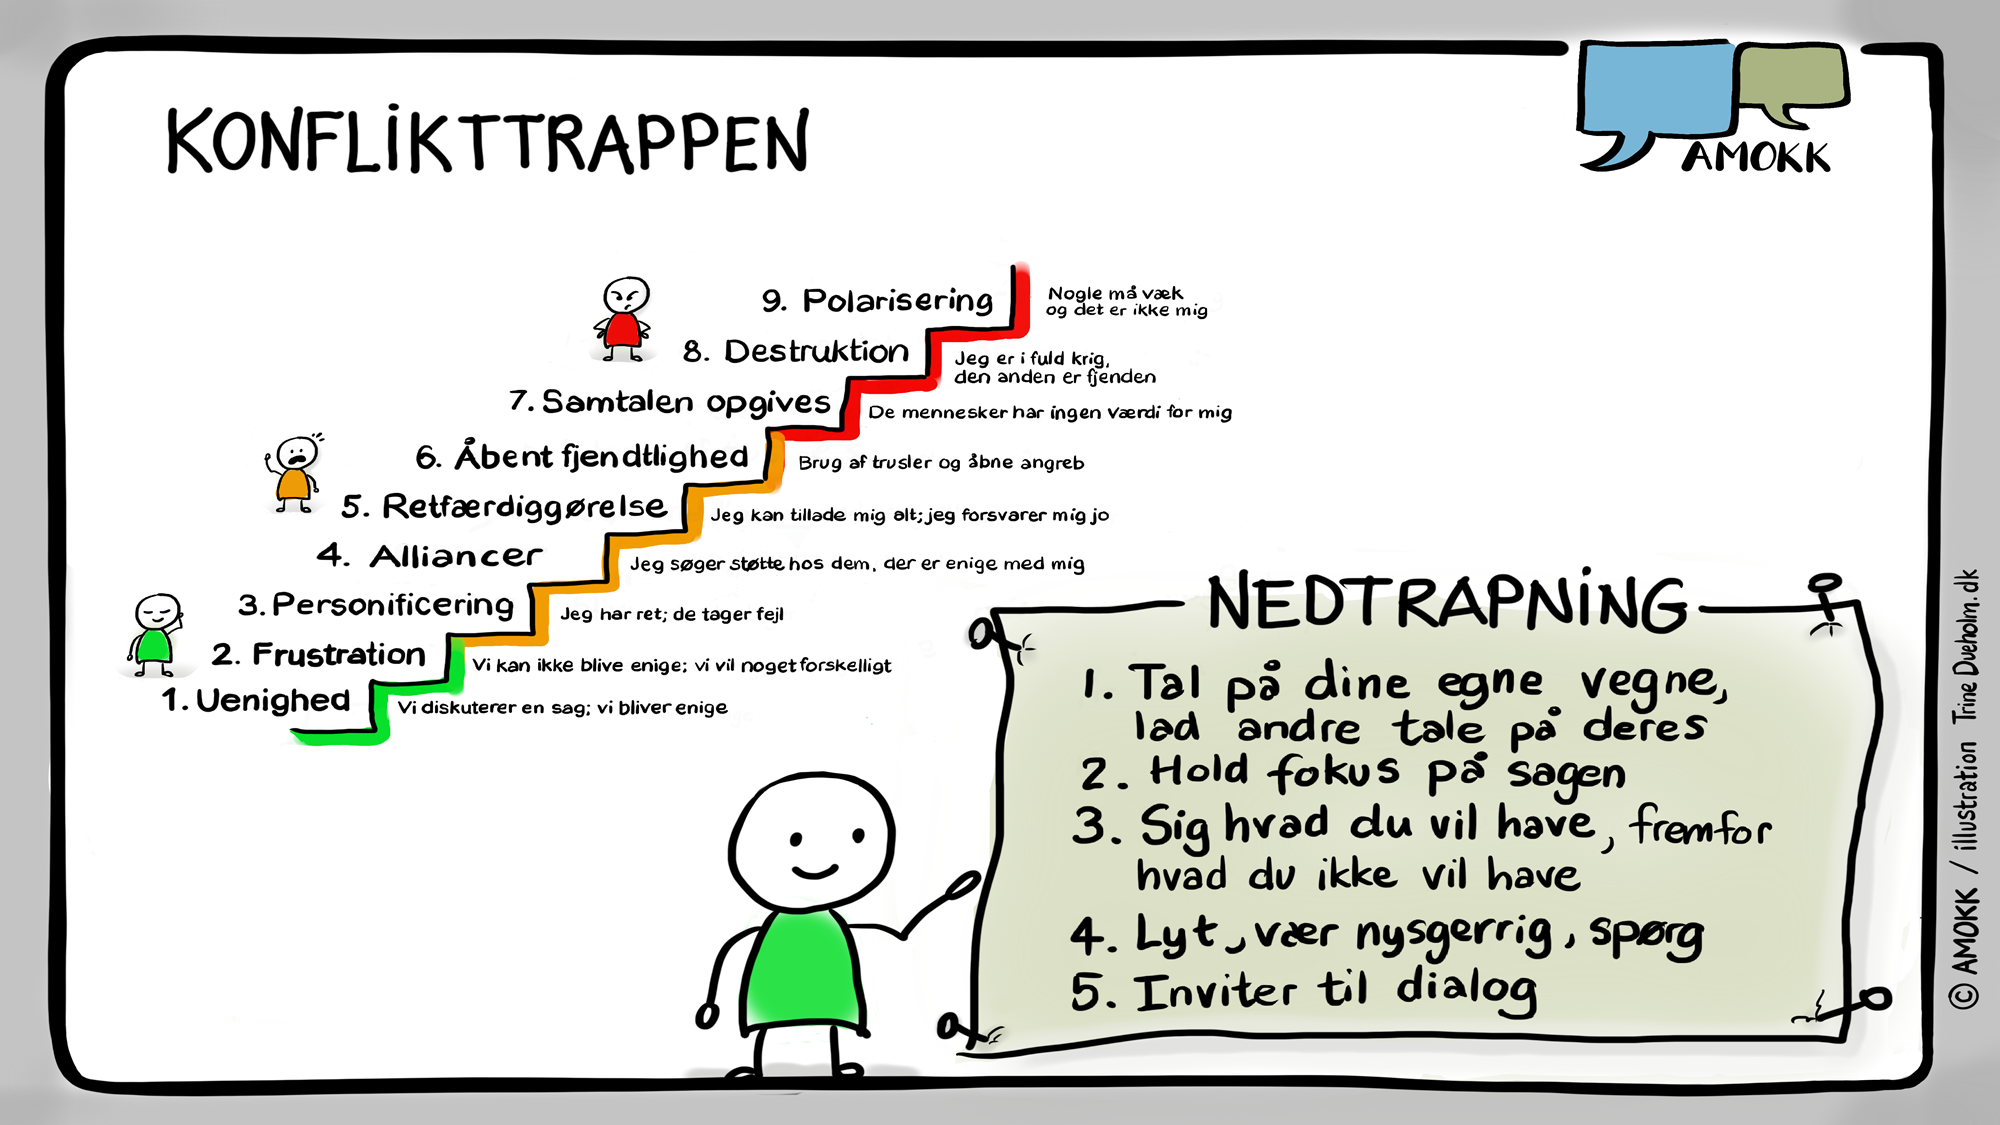 KONFLIKTTRAPPEN
AMOKK
9. Polarisering
Nogle må væk
og det er ikke mig
8. Destruktion
Jeg er i fuld krig,
den anden er fjenden
7. Samtalen opgives
De mennesker har ingen værdi for mig
6. Åbent fjendtlighed
Brug af trusler og åbne angreb
5. Retfærdiggørelse
Jeg kan tillade mig alt; jeg forsvarer mig jo
4. Alliancer
Jeg søger støtte hos dem, der er enige med mig
3. Personificering
Jeg har ret; de tager fejl
2. Frustration
Vi kan ikke blive enige; vi vil noget forskelligt
1. Uenighed
Vi diskuterer en sag; vi bliver enige
NEDTRAPNING
1. Tal på dine egne vegne,
lad andre tale på deres
2. Hold fokus på sagen
3. Sig hvad du vil have, fremfor
hvad du ikke vil have
4. Lyt, vær nysgerrig, spørg
5. Inviter til dialog
© AMOKK / illustration Trine Dueholm.dk